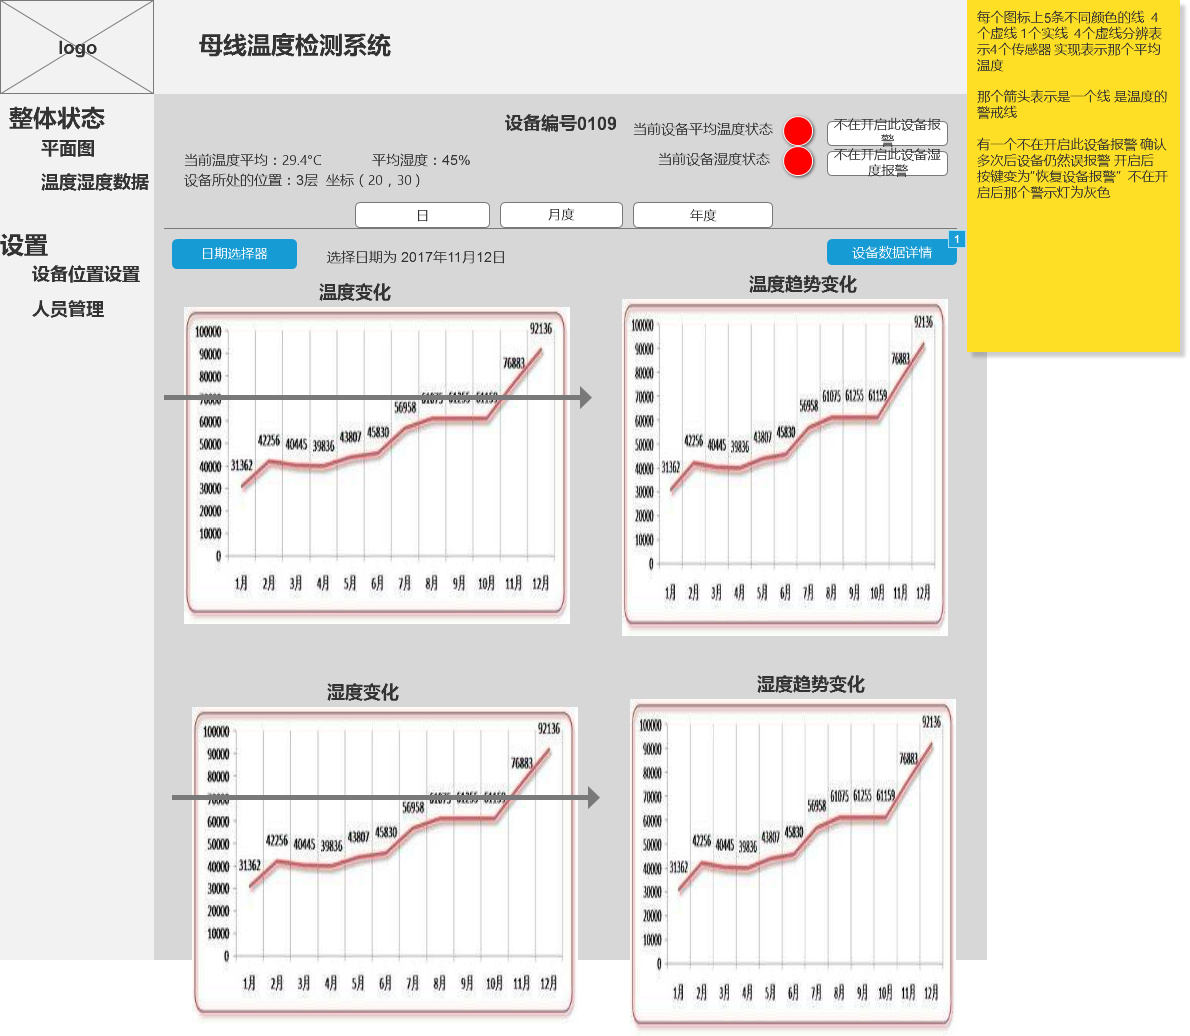 logo
母线温度检测系统
整体状态
平面图
温度湿度数据
设置
设备位置设置
人员管理
设备编号0109
当前设备平均温度状态
不在开启此设备报
警
当前设备湿度状态
不在开启此设备湿
度报警
当前温度平均：29.4°C
平均湿度：45%
设备所处的位置：3层 坐标（20，30）
日
月度
年度
日期选择器
选择日期为 2017年11月12日
设备数据详情
1
温度变化
100000
90000
80000
70000
60000
50000
40000
30000
20000
10000
0
31362
42256
40445
39836
43807
45830
56958
61075
61255
61159
76883
92136
1月 2月 3月 4月 5月 6月 7月 8月 9月 10月 11月 12月
温度趋势变化
100000
90000
80000
70000
60000
50000
40000
30000
20000
10000
0
31362
42256
40445
39836
43807
45830
56958
61075
61255
61159
76883
92136
1月 2月 3月 4月 5月 6月 7月 8月 9月 10月 11月 12月
湿度变化
100000
90000
80000
70000
60000
50000
40000
30000
20000
10000
0
31362
42256
40445
39836
43807
45830
56958
61075
61255
61159
76883
92136
1月 2月 3月 4月 5月 6月 7月 8月 9月 10月 11月 12月
湿度趋势变化
100000
90000
80000
70000
60000
50000
40000
30000
20000
10000
0
31362
42256
40445
39836
43807
45830
56958
61075
61255
61159
76883
92136
1月 2月 3月 4月 5月 6月 7月 8月 9月 10月 11月 12月
每个图标上5条不同颜色的线 4
个虚线 1个实线 4个虚线分辨表
示4个传感器 实现表示那个平均
温度
那个箭头表示是一个线 是温度的
警戒线
有一个不在开启此设备报警 确认
多次后设备仍然误报警 开启后
按键变为"恢复设备报警" 不在开
启后那个警示灯为灰色